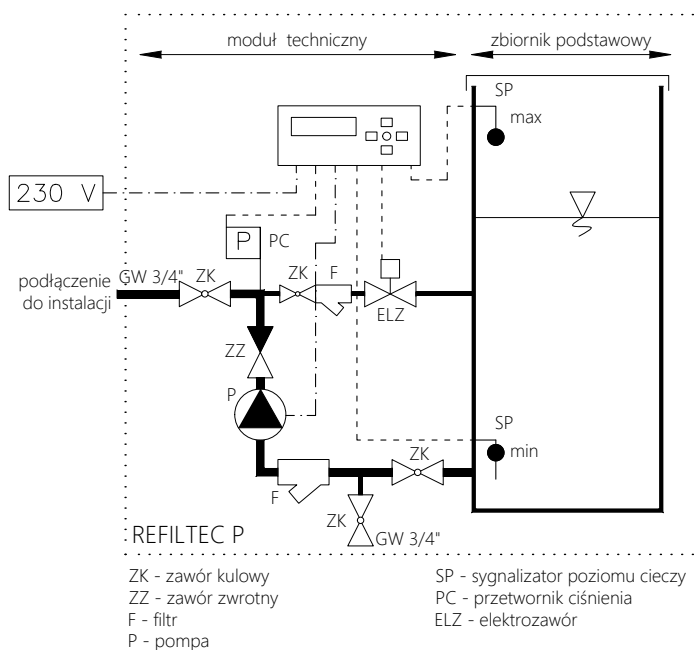 moduł techniczny
zbiornik podstawowy
SP
max
230 V
P
PC
podłączenie
do instalacji
GW 3/4"
ZK
ZK
F
ELZ
ZZ
P
SP
min
ZK
F
ZK
GW 3/4"
REFILTEC P
ZK - zawór kulowy
ZZ - zawór zwrotny
F - filtr
P - pompa
SP - sygnalizator poziomu cieczy
PC - przetwornik ciśnienia
ELZ - elektrozawór